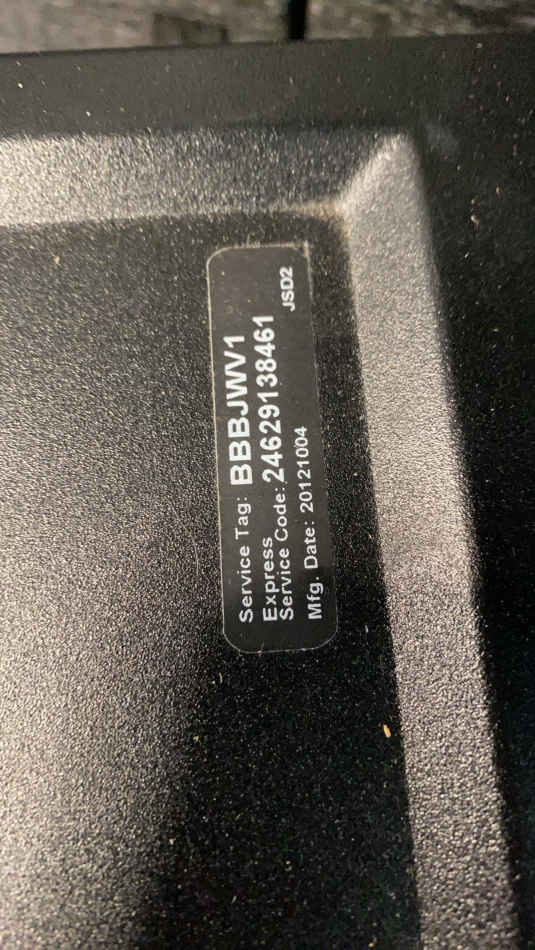 JSD2
Service Tag: BBBJWV1
Express
Service Code: 24629138461
Mfg. Date: 20121004